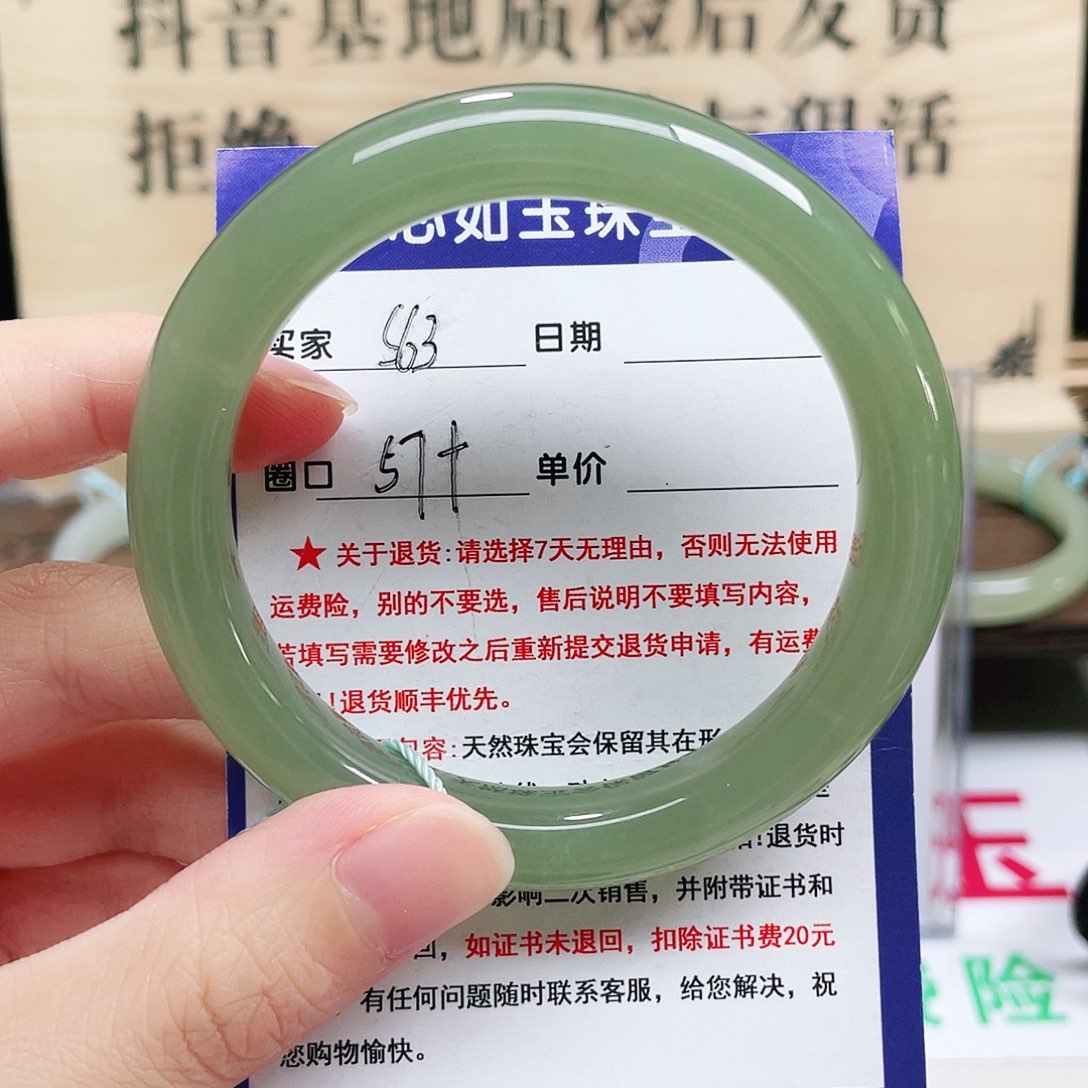 抖音基地质检后发货
拒绝 狠活
心如玉珠宝
买家 463 日期
圈口 57+ 单价
★关于退货:请选择7天无理由，否则无法使用
运费险，别的不要选，售后说明不要填写内容，
若填写需要修改之后重新提交退货申请，有运费
!退货顺丰优先。
内容:天然珠宝会保留其在形
!退货时
影响二次销售，并附带证书和
回，如证书未退回，扣除证书费20元
有任何问题随时联系客服，给您解决，祝
您购物愉快。
玉
险